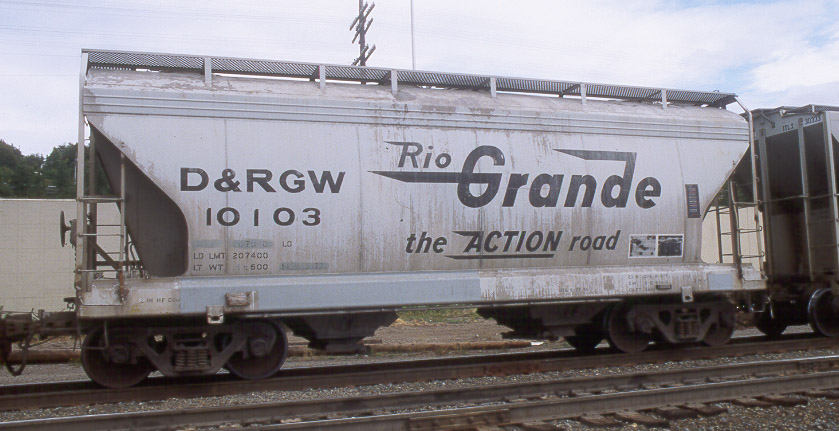 D&RGW
10103
LD LMT 207400
LT WT
Rio Grande
the ACTION road